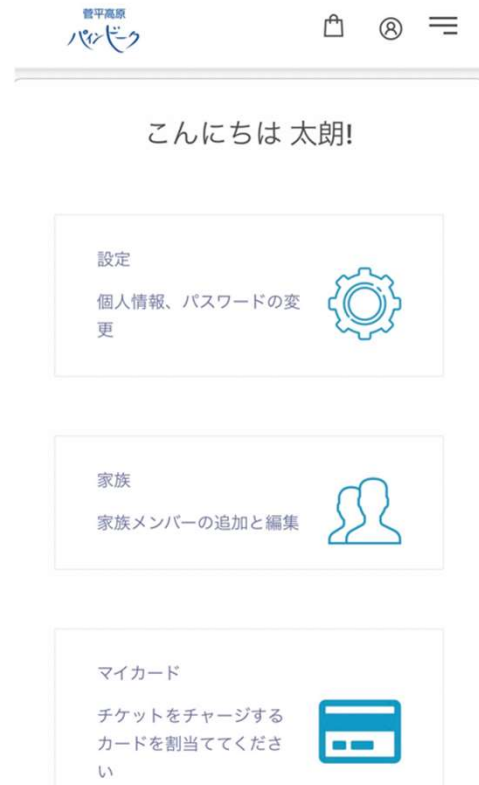 菅平高原
パインビーク
こんにちは 太朗!
設定
個人情報、パスワードの変
更
家族
家族メンバーの追加と編集
マイカード
チケットをチャージする
カードを割当ててくださ
い